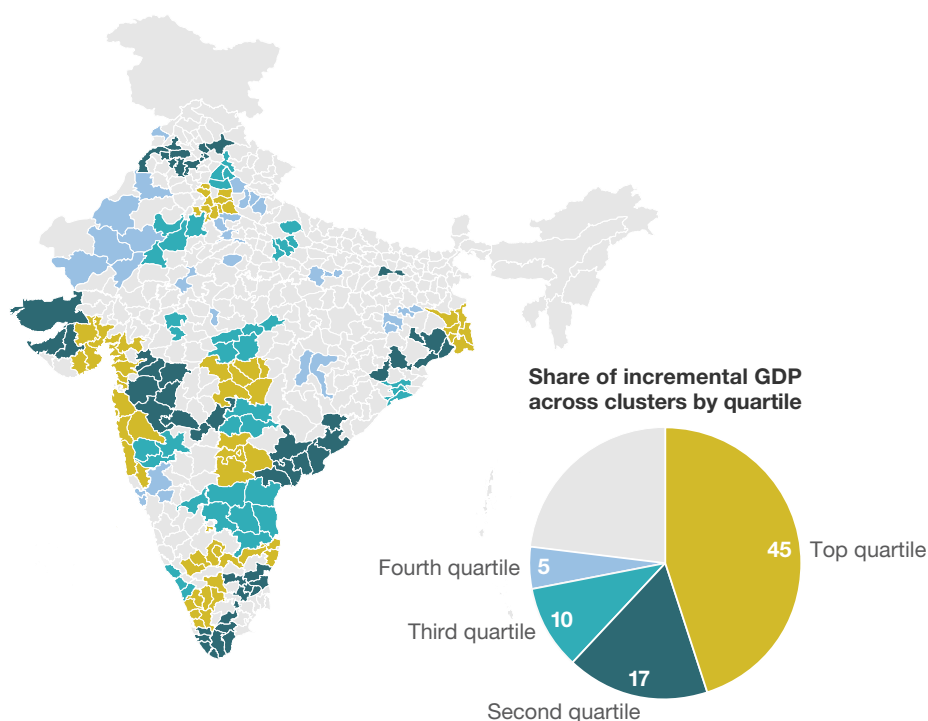 Share of incremental GDP
across clusters by quartile
45
Top quartile
Fourth quartile
5
Third quartile
10
17
Second quartile